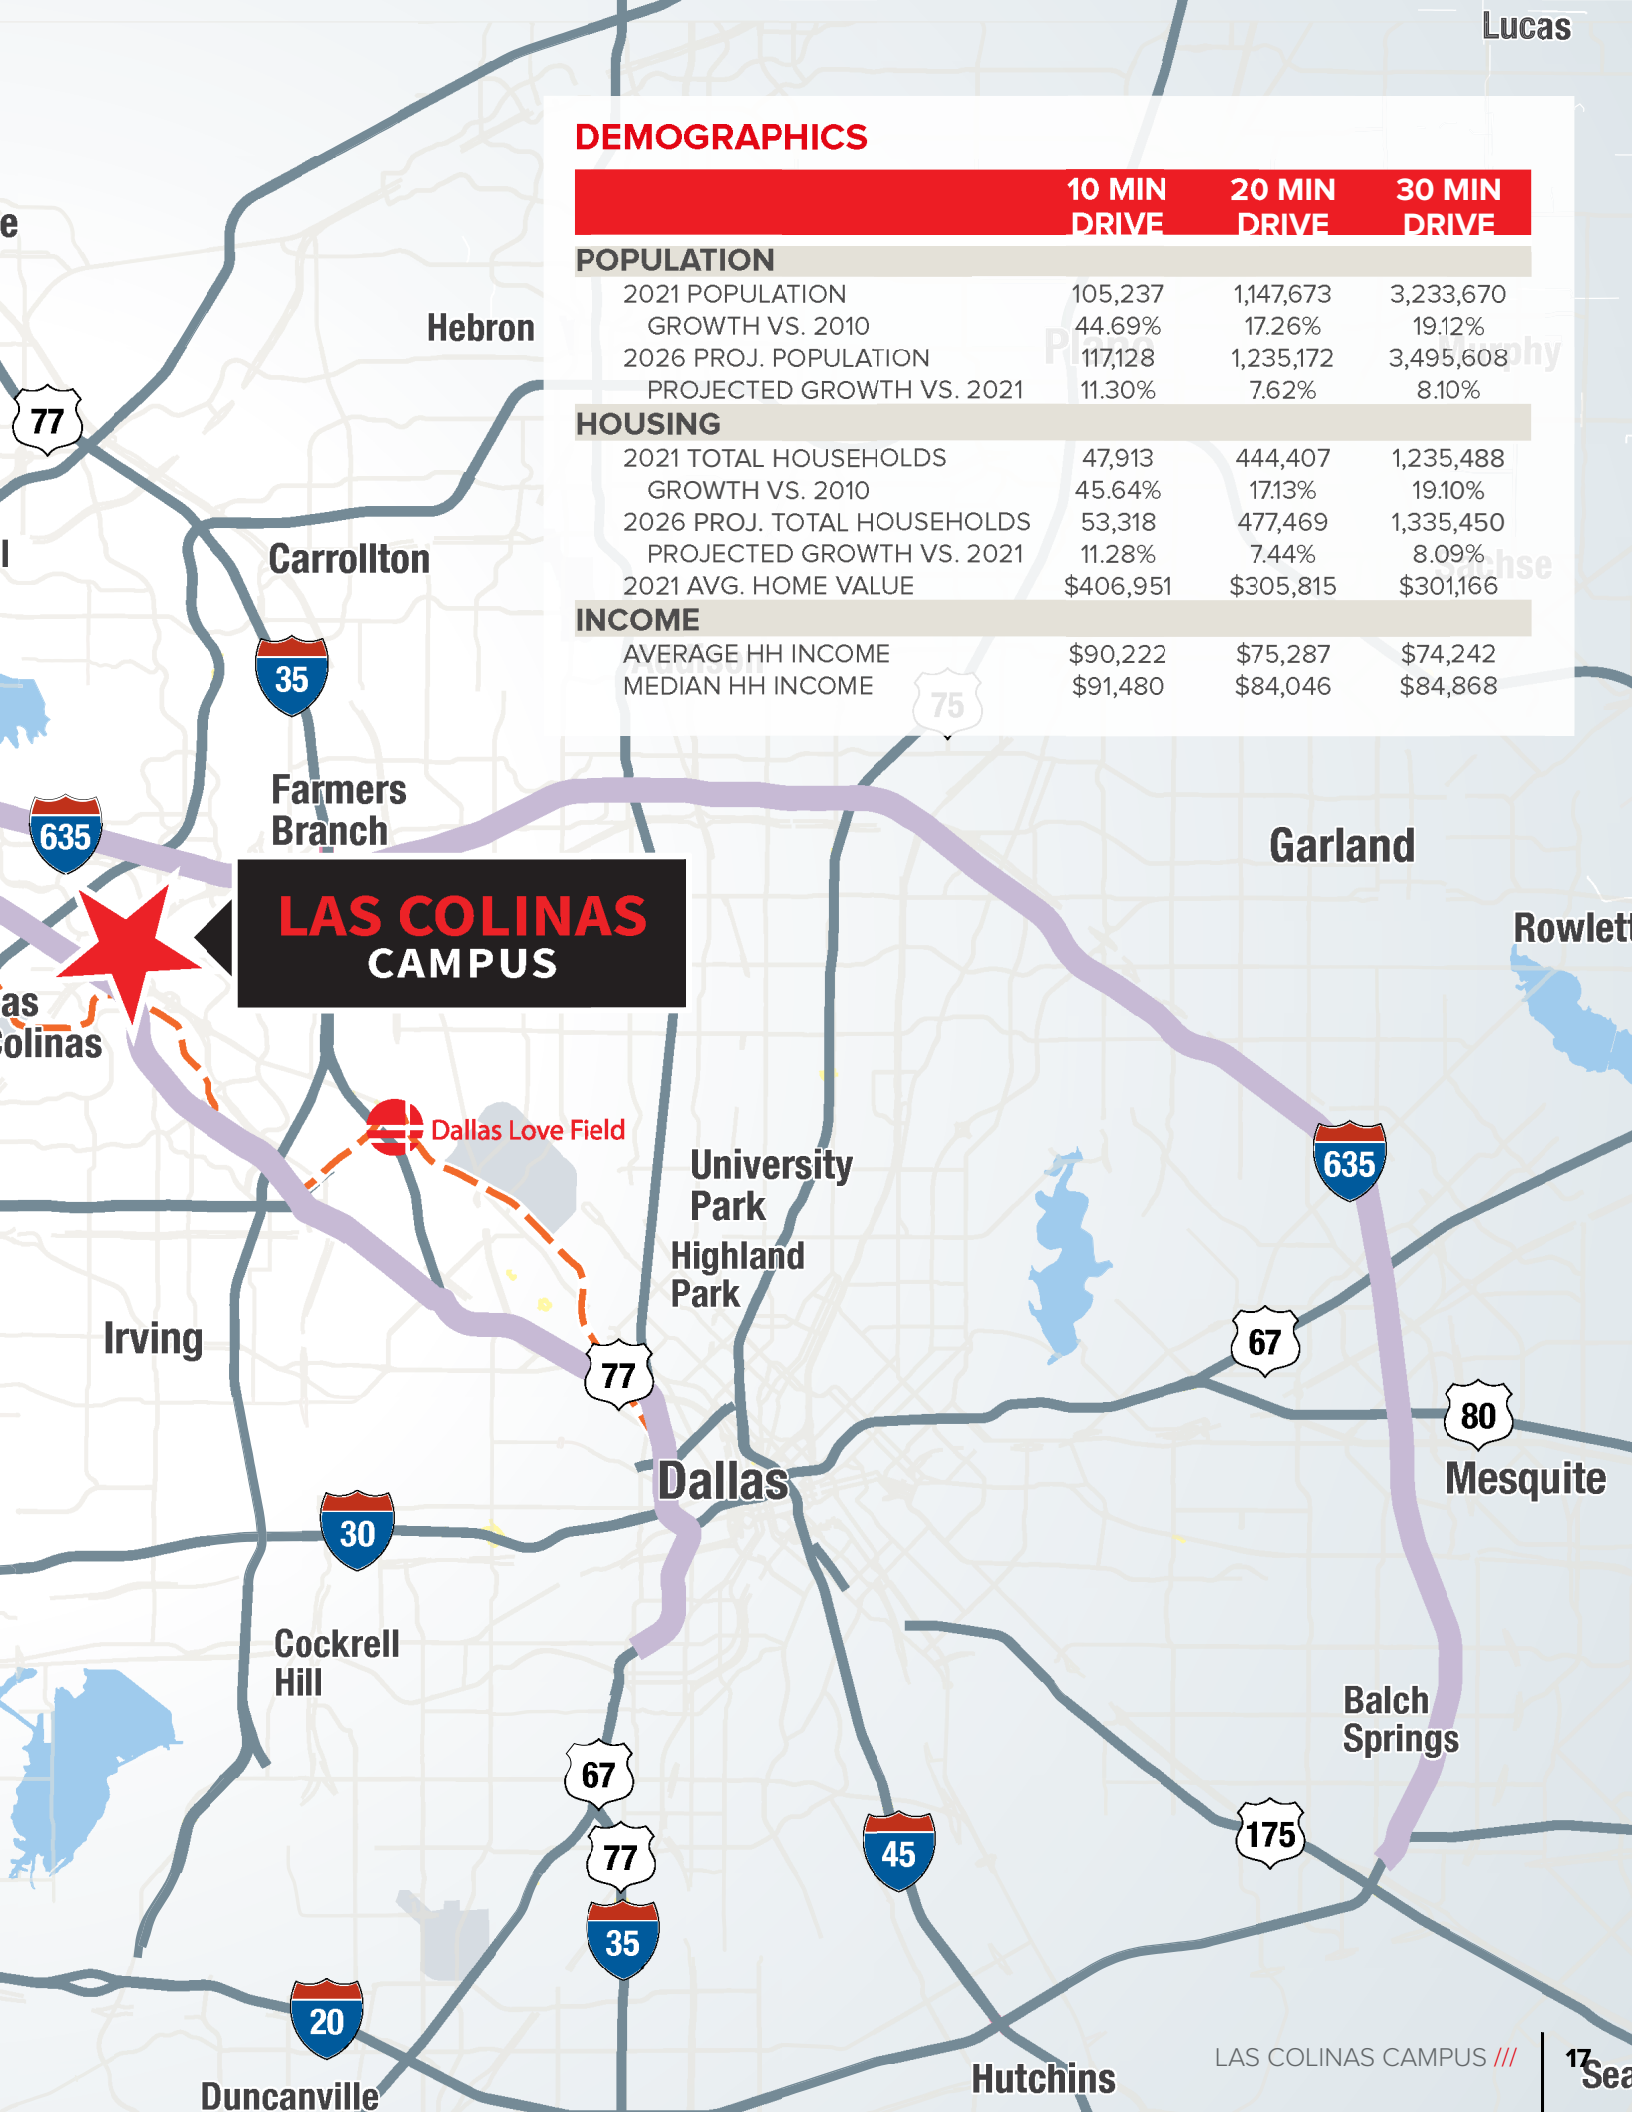 Lucas
DEMOGRAPHICS
10 MIN DRIVE 20 MIN DRIVE 30 MIN DRIVE
POPULATION
2021 POPULATION 105,237 1,147,673 3,233,670
GROWTH VS. 2010 44.69% 17.26% 19.12%
2026 PROJ. POPULATION 117,128 1,235,172 3,495,608
PROJECTED GROWTH VS. 2021 11.30% 7.62% 8.10%
HOUSING
2021 TOTAL HOUSEHOLDS 47,913 444,407 1,235,488
GROWTH VS. 2010 45.64% 17.13% 19.10%
2026 PROJ. TOTAL HOUSEHOLDS 53,318 477,469 1,335,450
PROJECTED GROWTH VS. 2021 11.28% 7.44% 8.09%
2021 AVG. HOME VALUE $406,951 $305,815 $301,166
INCOME
AVERAGE HH INCOME $90,222 $75,287 $74,242
MEDIAN HH INCOME $91,480 $84,046 $84,868
e
Hebron
Plano
Murphy
77
l
Carrollton
Sachse
Addison
35
75
Farmers
Branch
635
Garland
LAS COLINAS
CAMPUS
Rowlett
as
Colinas
Dallas Love Field
University
Park
635
Highland
Park
Irving
67
77
80
Dallas
Mesquite
30
Cockrell
Hill
Balch
Springs
67
77
45
175
35
20
LAS COLINAS CAMPUS /// 17
Hutchins
Sea
Duncanville